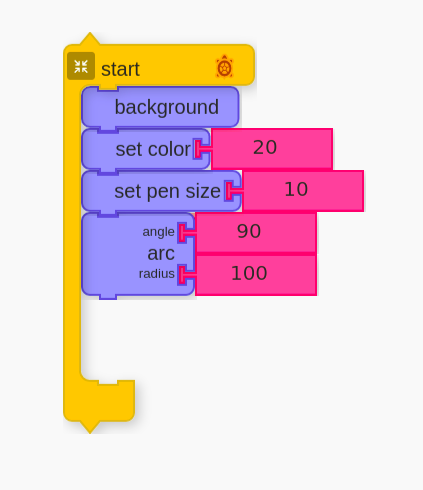 start
background
set color 20
set pen size 10
angle 90
arc
radius 100